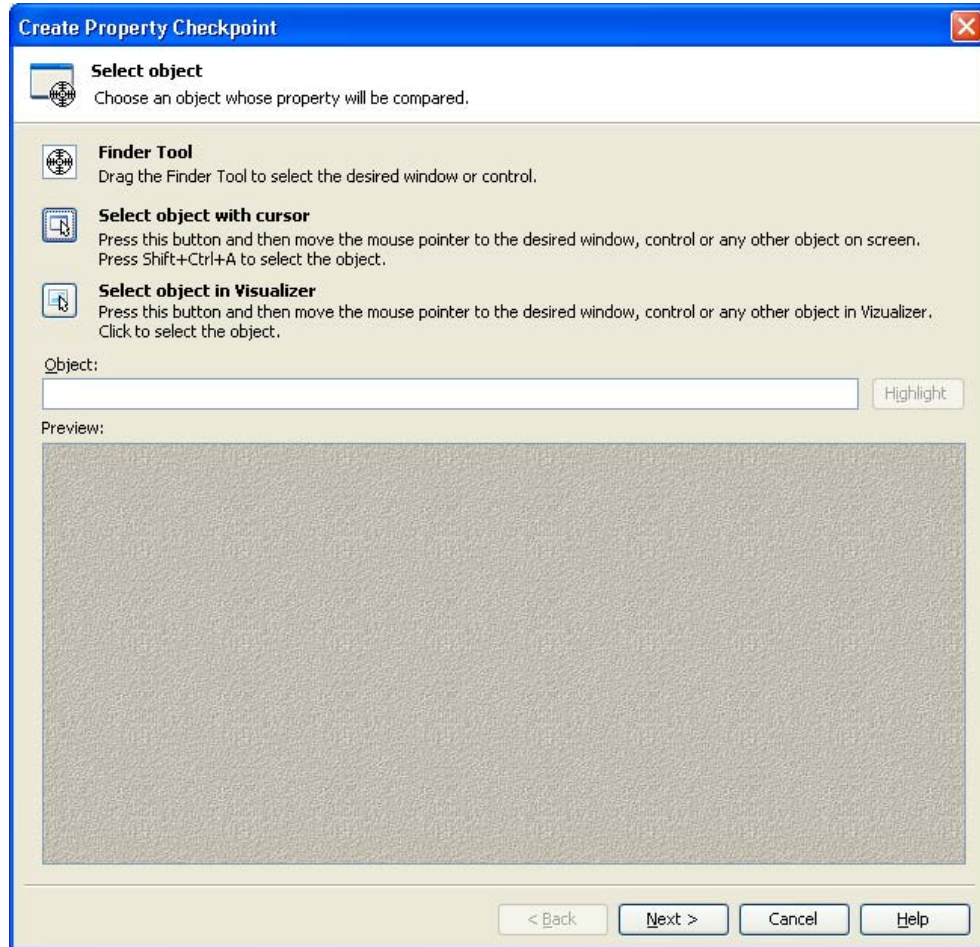 Create Property Checkpoint
Select object
Choose an object whose property will be compared.
Finder Tool
Drag the Finder Tool to select the desired window or control.
Select object with cursor
Press this button and then move the mouse pointer to the desired window, control or any other object on screen.
Press Shift+Ctrl+A to select the object.
Select object in Visualizer
Press this button and then move the mouse pointer to the desired window, control or any other object in Vizualizer.
Click to select the object.
Object:
Highlight
Preview:
< Back
Next >
Cancel
Help